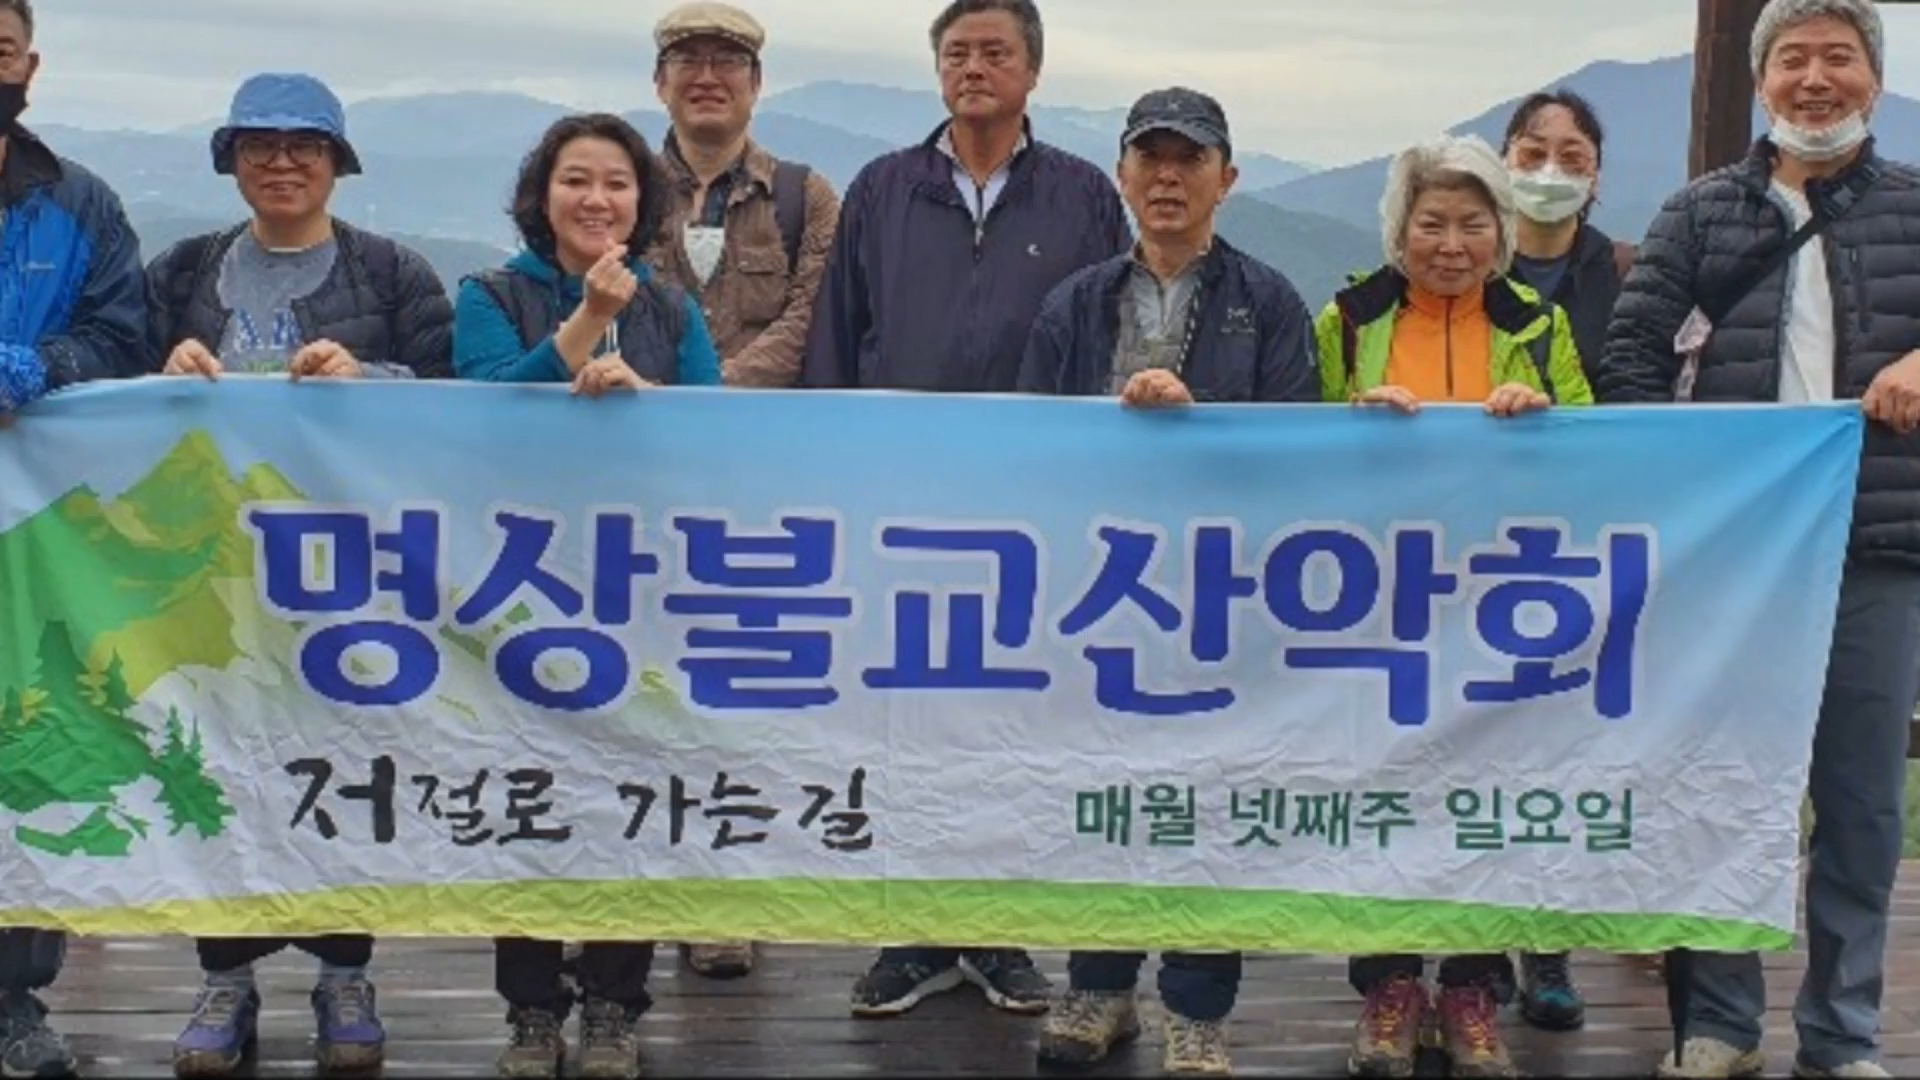 명상불교산악회
저절로 가는길
매월 넷째주 일요일